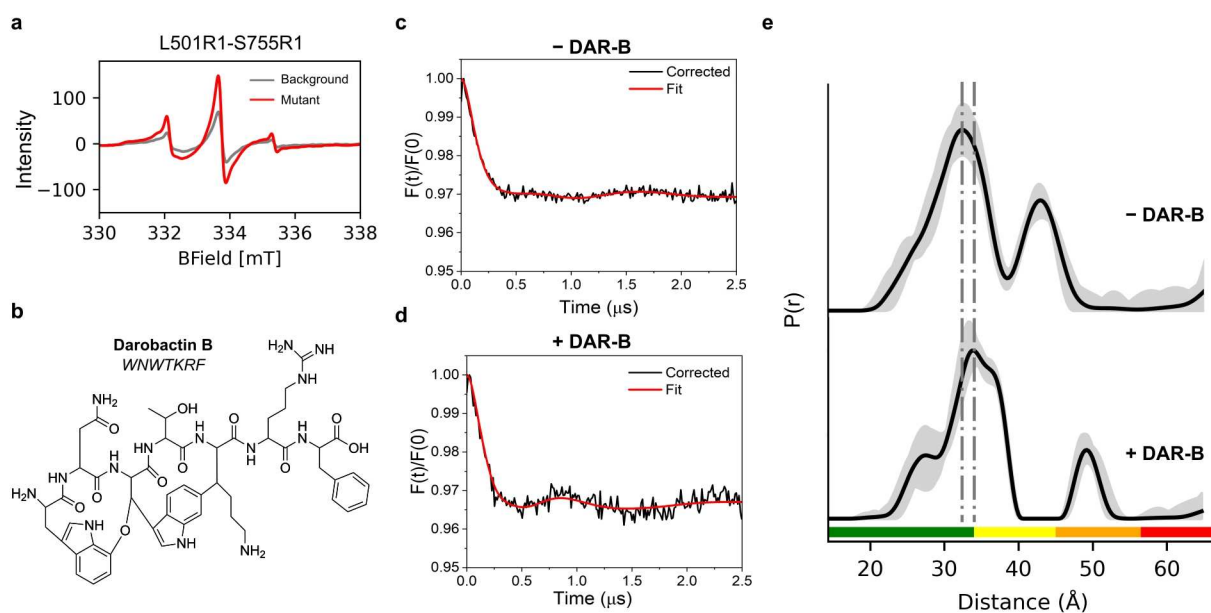 a
L501R1-S755R1
Background
Mutant
Intensity
100
0
−100
330 332 334 336 338
BField [mT]
b
Darobactin B
WNWTKRF
H₂N NH
NH
NH₂
O
OH
O
O
O
H N
H N
H N
N H
N H
N H
O
O
O
OH
H₂N
O
NH
NH
NH₂
c
− DAR-B
Corrected
Fit
F(t)/F(0)
1.00
0.99
0.98
0.97
0.96
0.95
0.0 0.5 1.0 1.5 2.0 2.5
Time (μs)
d
+ DAR-B
Corrected
Fit
F(t)/F(0)
1.00
0.99
0.98
0.97
0.96
0.95
0.0 0.5 1.0 1.5 2.0 2.5
Time (μs)
e
− DAR-B
+ DAR-B
P(r)
20 30 40 50 60
Distance (Å)